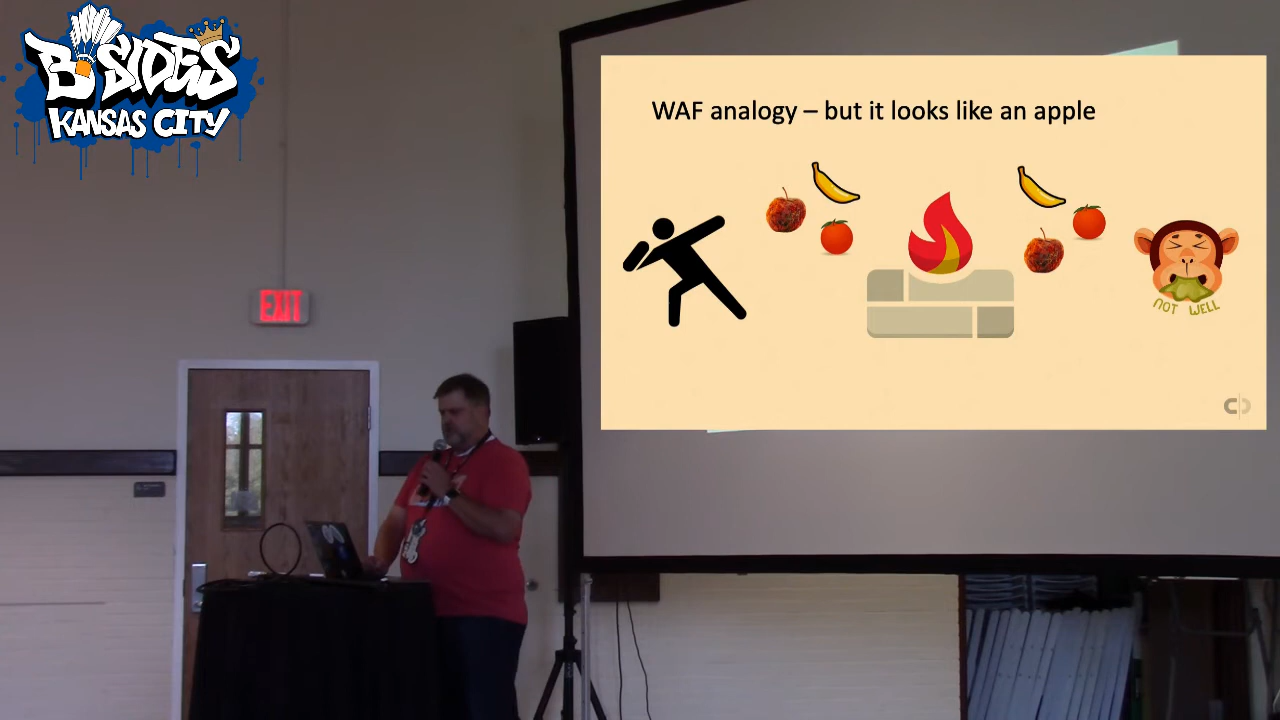 B·SIDES
KANSAS CITY
WAF analogy – but it looks like an apple
NOT WELL
EXIT